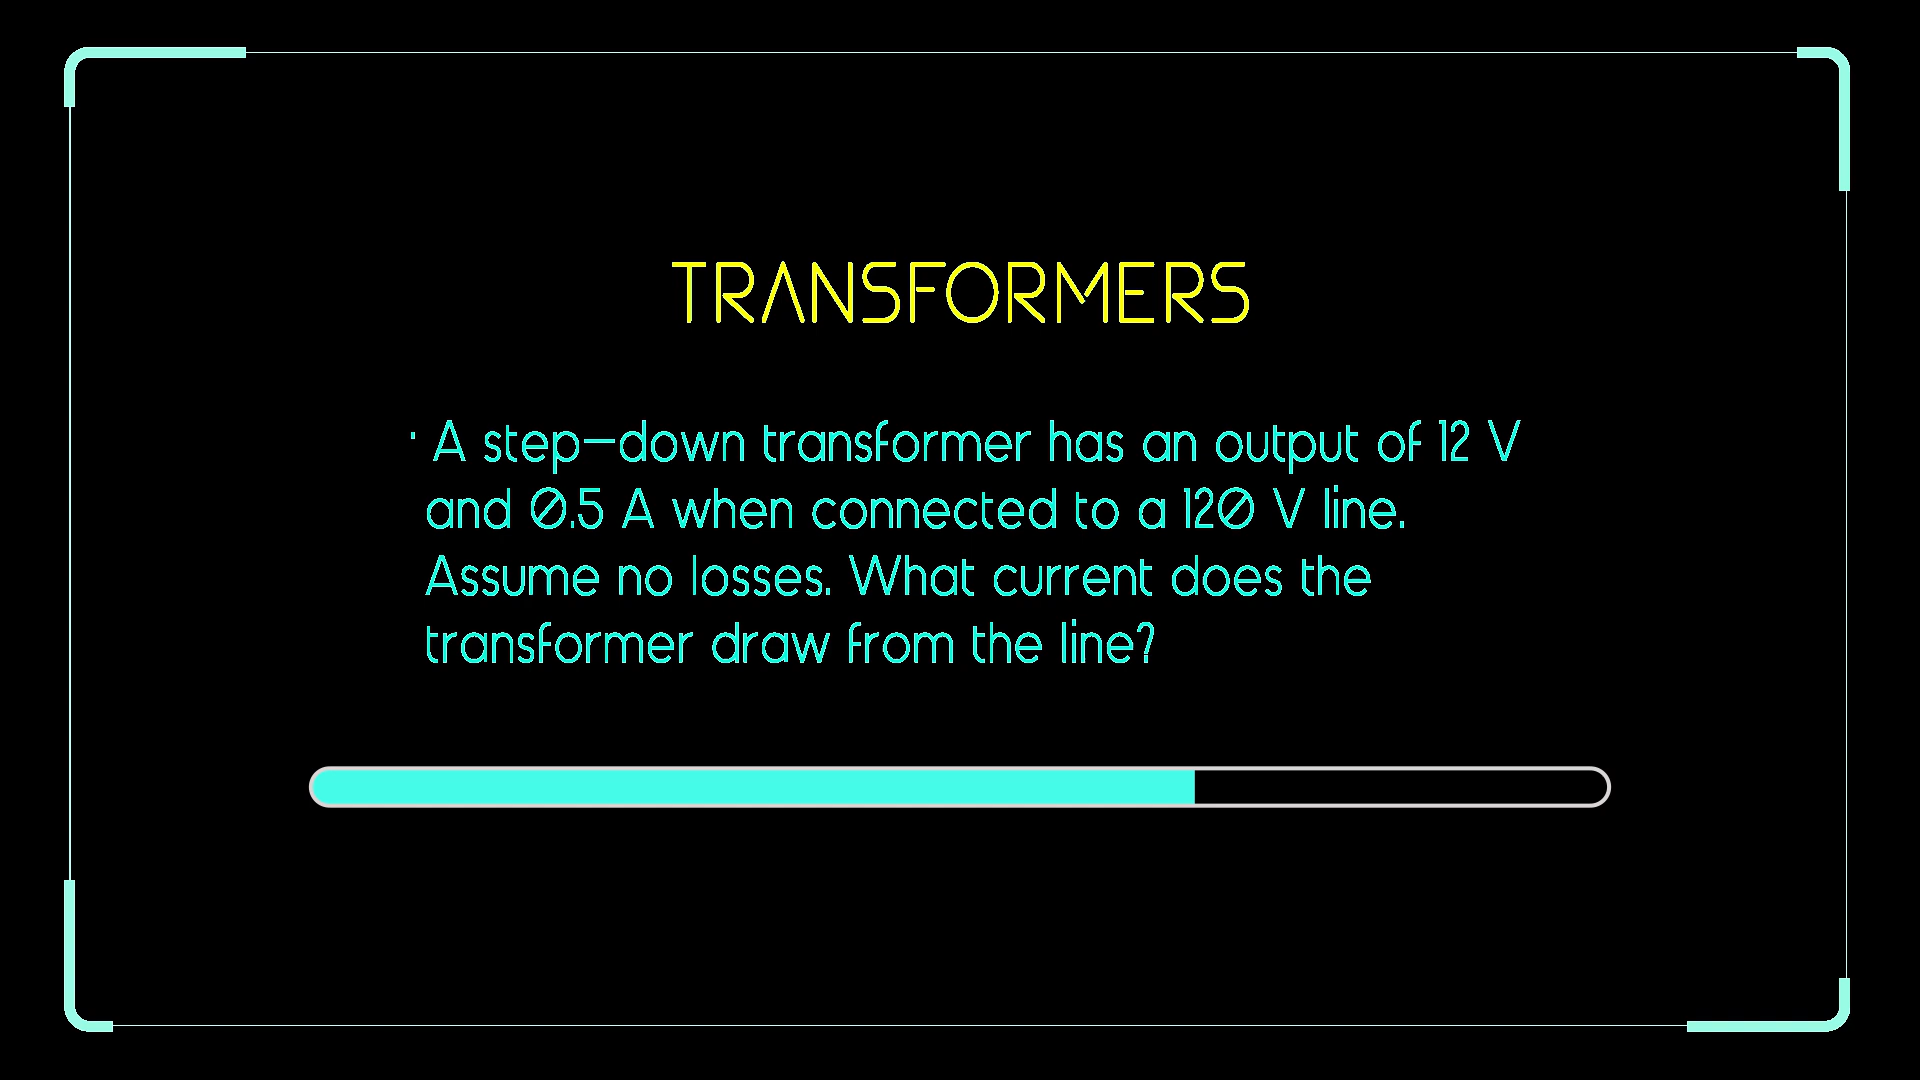 TRANSFORMERS
· A step-down transformer has an output of 12 V
and 0.5 A when connected to a 120 V line.
Assume no losses. What current does the
transformer draw from the line?